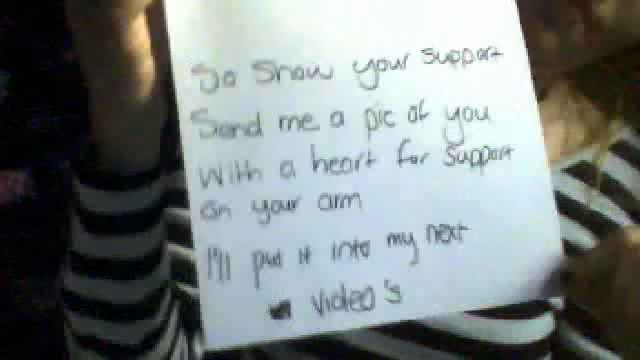 So Show your support
Send me a pic of you
With a heart for support
on your arm
I'll put it into my next
video's